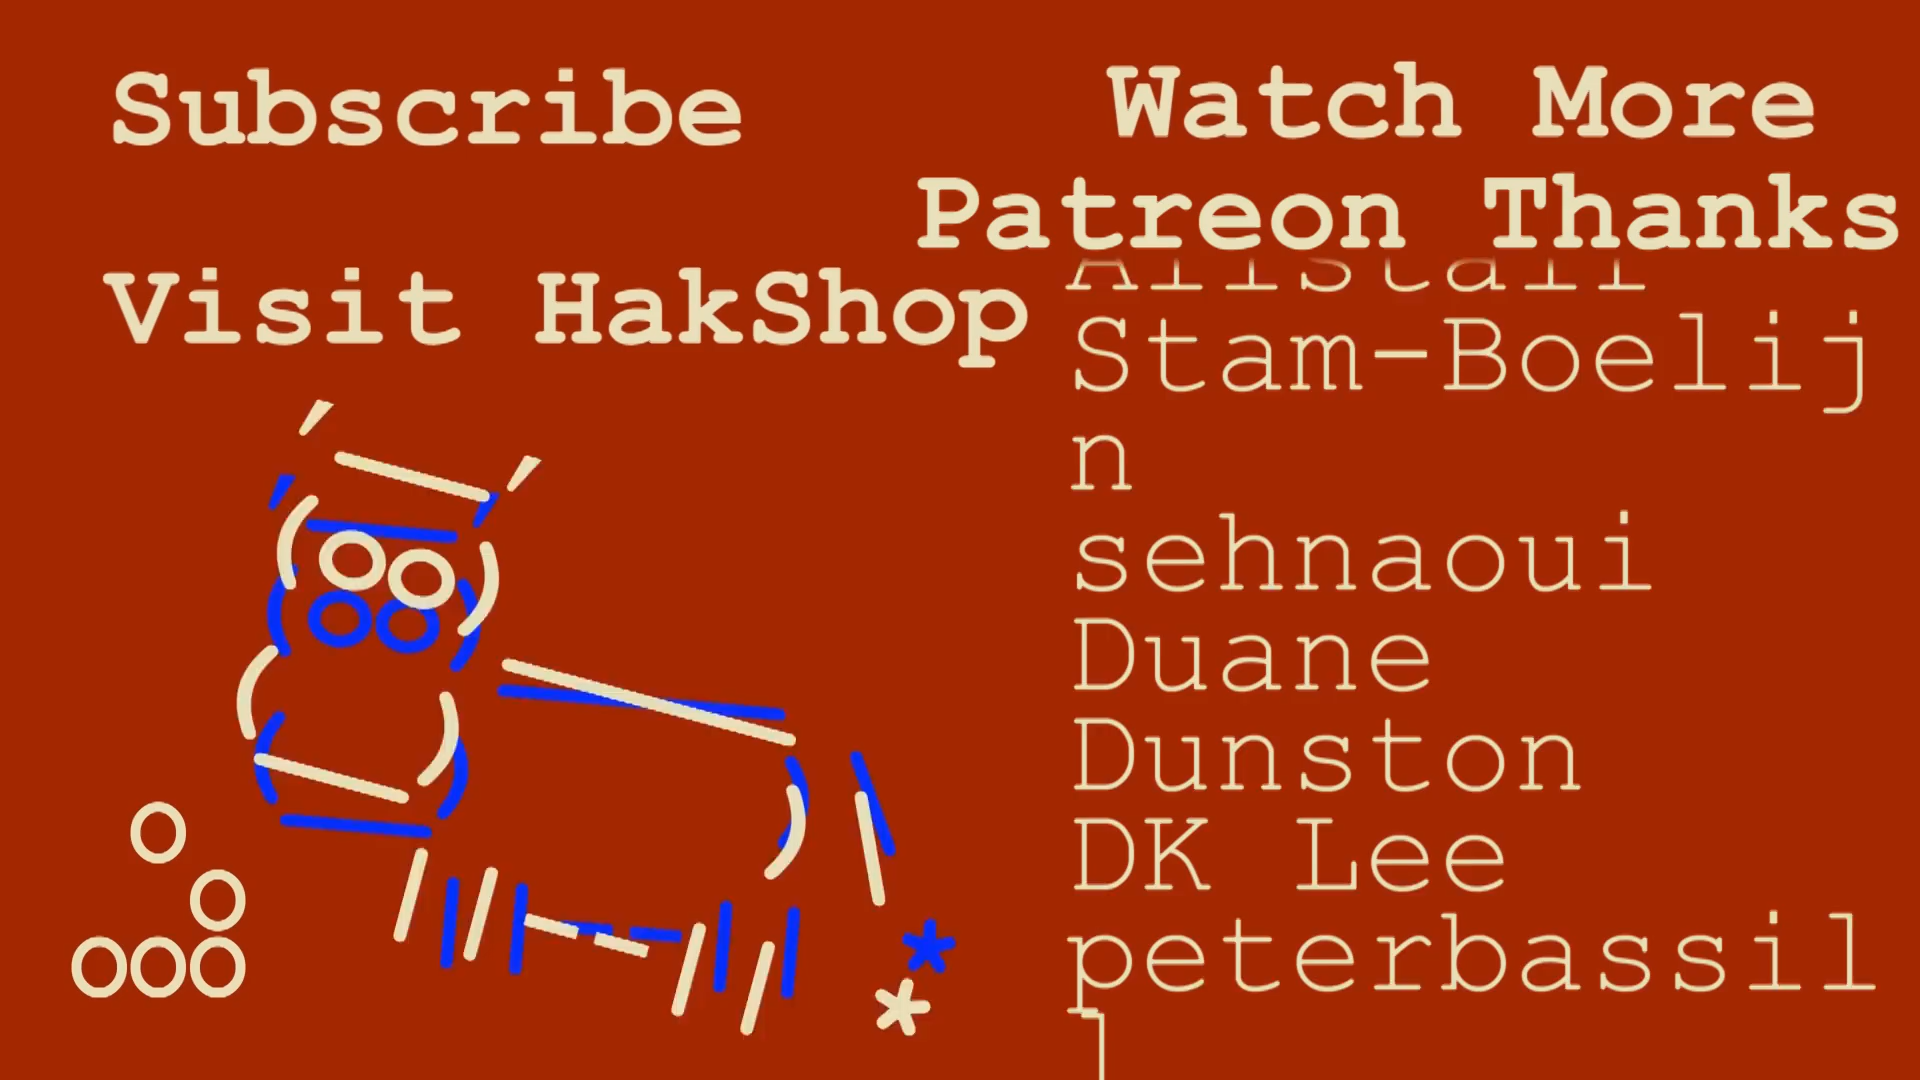 Subscribe
Watch More
Patreon Thanks
Visit HakShop
Stam-Boelij
n
sehnaoui
Duane
Dunston
DK Lee
peterbassil
l